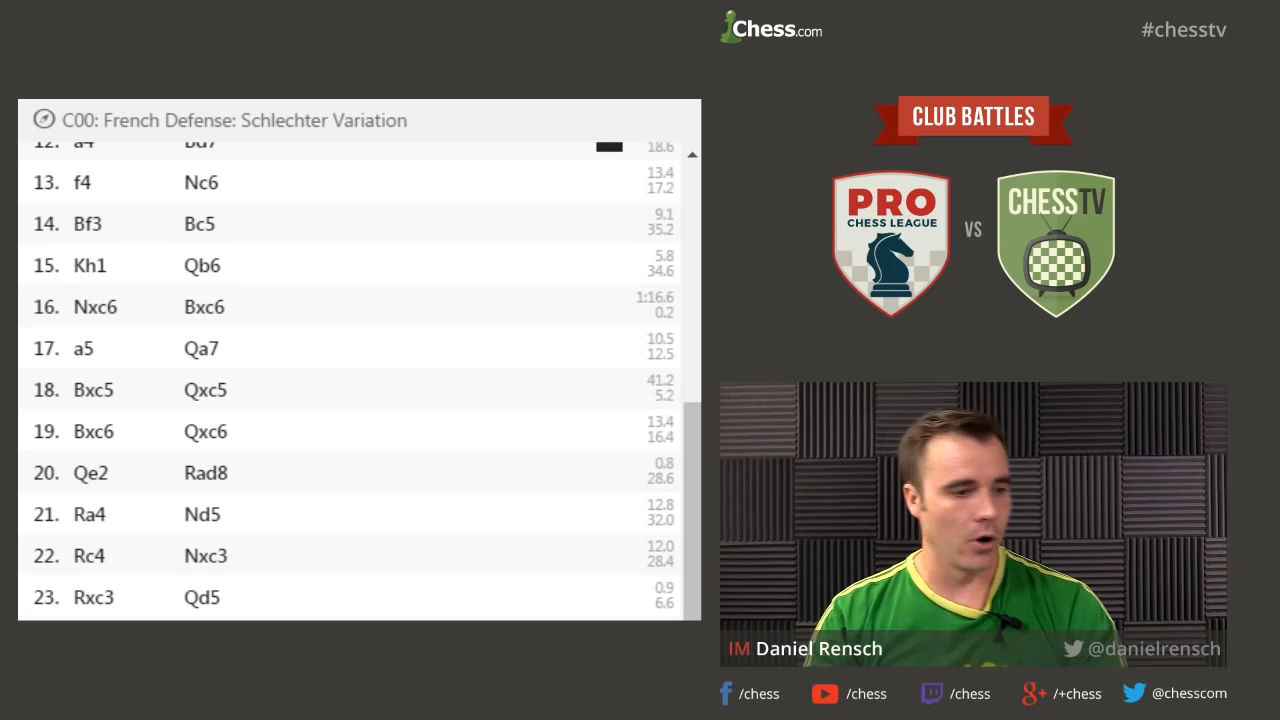 Chess.com
#chesstv
C00: French Defense: Schlechter Variation
12. a4 Bd7 18.6
13. f4 Nc6 13.4 17.2
14. Bf3 Bc5 9.1 35.2
15. Kh1 Qb6 5.8 34.6
16. Nxc6 Bxc6 1:16.6 0.2
17. a5 Qa7 10.5 12.5
18. Bxc5 Qxc5 41.2 5.2
19. Bxc6 Qxc6 13.4 16.4
20. Qe2 Rad8 0.8 28.6
21. Ra4 Nd5 12.8 32.0
22. Rc4 Nxc3 12.0 28.4
23. Rxc3 Qd5 0.9 6.6
CLUB BATTLES
PRO
CHESS LEAGUE
VS
CHESSTV
IM Daniel Rensch
@danielrensch
/chess
/chess
/chess
/+chess
@chesscom